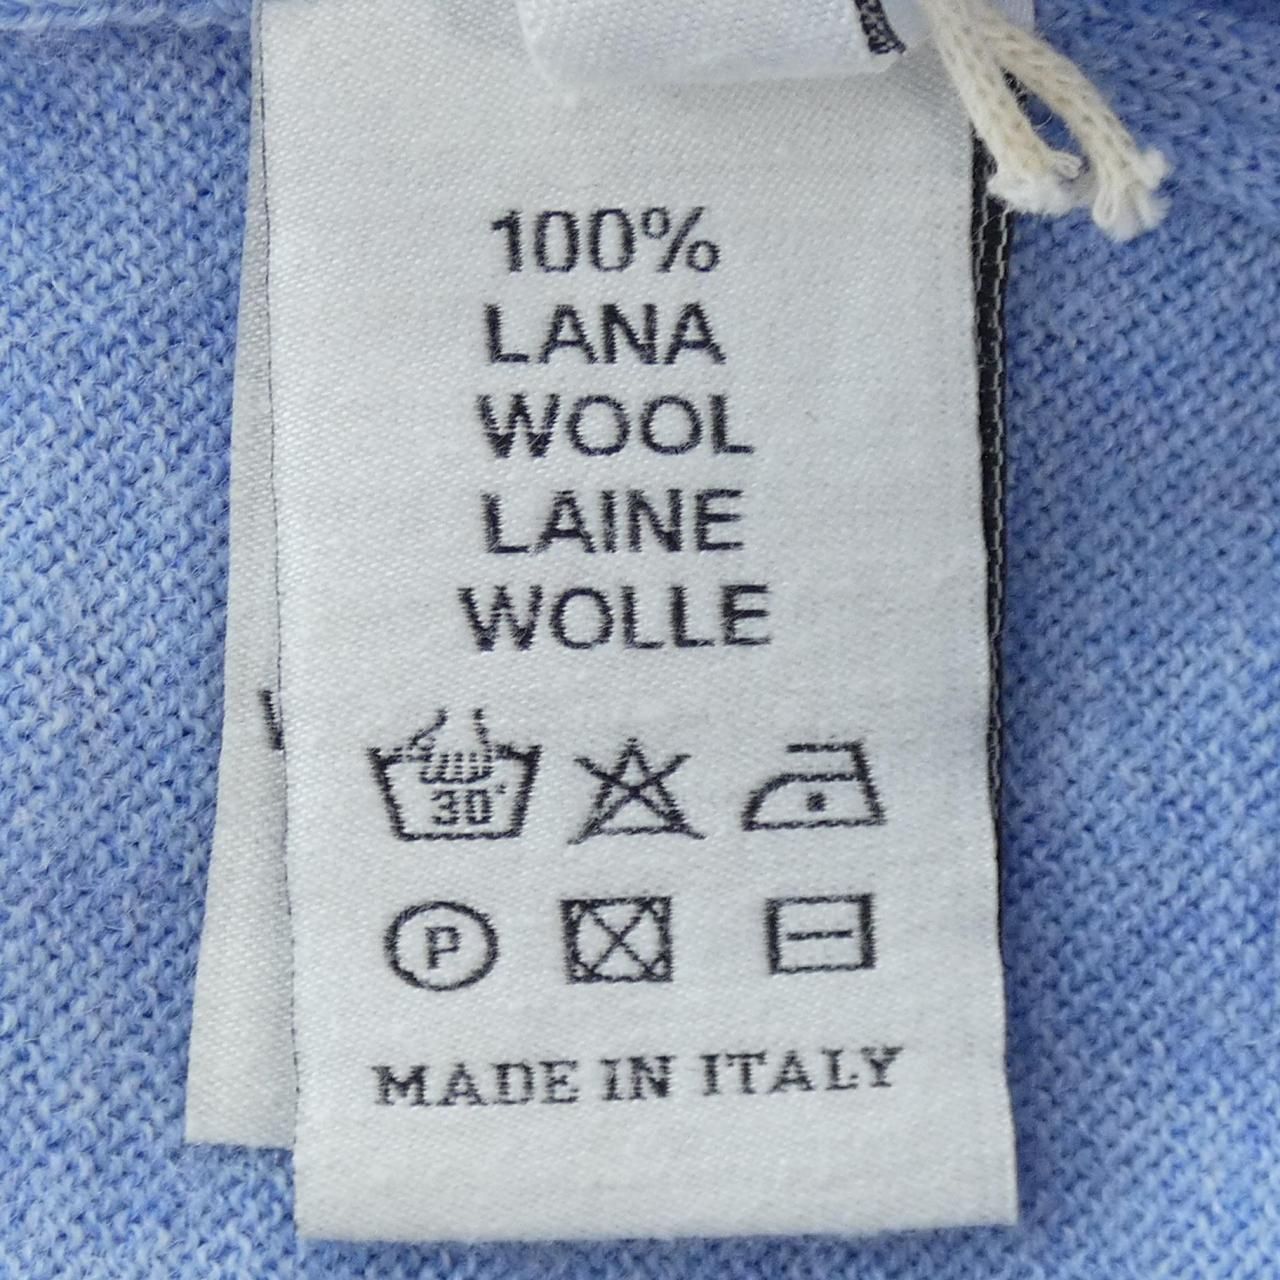 100%
LANA
WOOL
LAINE
WOLLE
30°
P
MADE IN ITALY